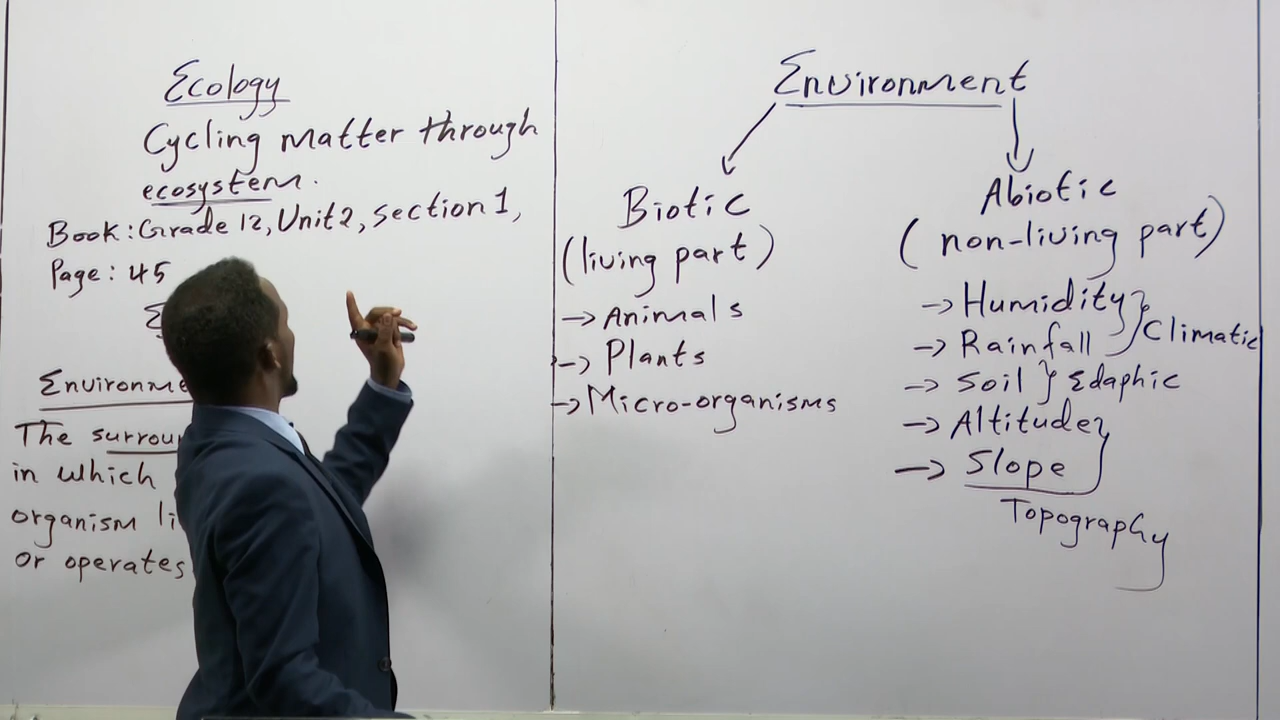 Ecology
Cycling matter through
ecosystem.
Book: Grade 12, Unit 2, section 1,
Page: 45
The
in which
organism
or operates
Environment
Biotic
(living part)
→ Animals
→ Plants
→ Micro-organisms
Abiotic
(non-living part)
→ Humidity
→ Rainfall
Climatic
→ Soil } Edaphic
→ Altitude
→ Slope
Topography